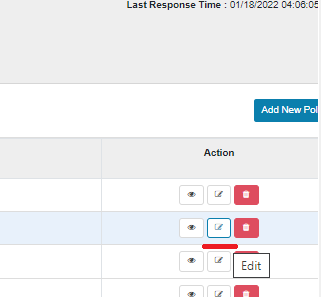 Last Response Time : 01/18/2022 04:06:05
Add New Pol
Action
Edit